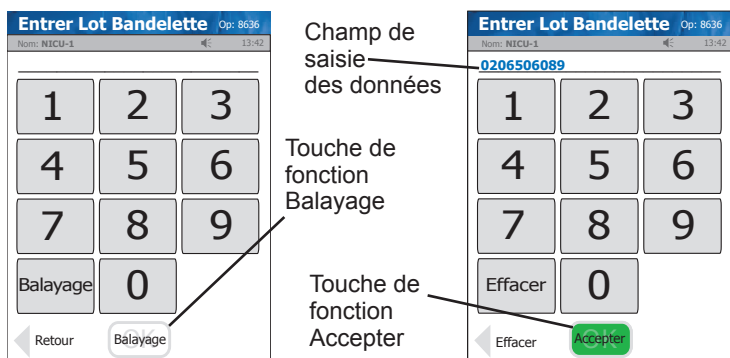 Entrer Lot Bandelette Op: 8636
Nom: NICU-1 13:42
1 2 3
4 5 6
7 8 9
Balayage 0
Retour Balayage
Touche de
fonction
Balayage
Champ de
saisie
des données
Touche de
fonction
Accepter
Entrer Lot Bandelette Op: 8636
Nom: NICU-1 13:42
0206506089
1 2 3
4 5 6
7 8 9
Effacer 0
Effacer Accepter